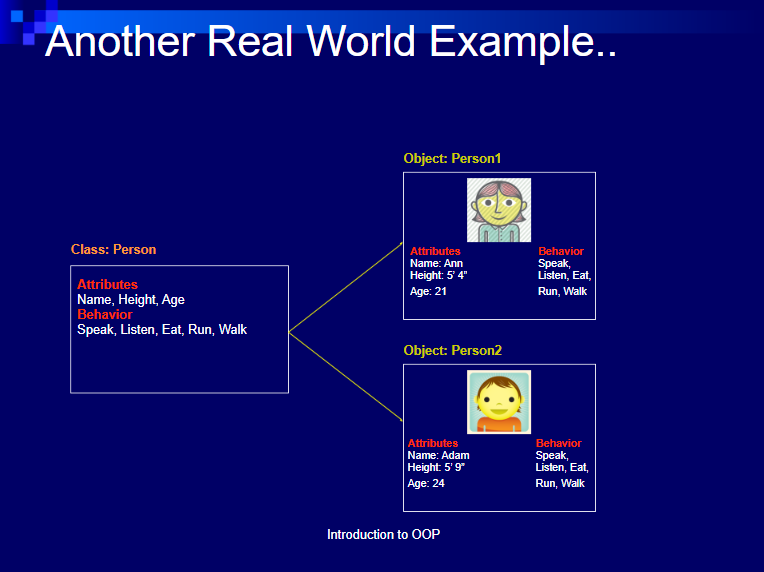 Another Real World Example..
Class: Person
Attributes
Name, Height, Age
Behavior
Speak, Listen, Eat, Run, Walk
Object: Person1
Attributes
Name: Ann
Height: 5' 4"
Age: 21
Behavior
Speak,
Listen, Eat,
Run, Walk
Object: Person2
Attributes
Name: Adam
Height: 5' 9"
Age: 24
Behavior
Speak,
Listen, Eat,
Run, Walk
Introduction to OOP